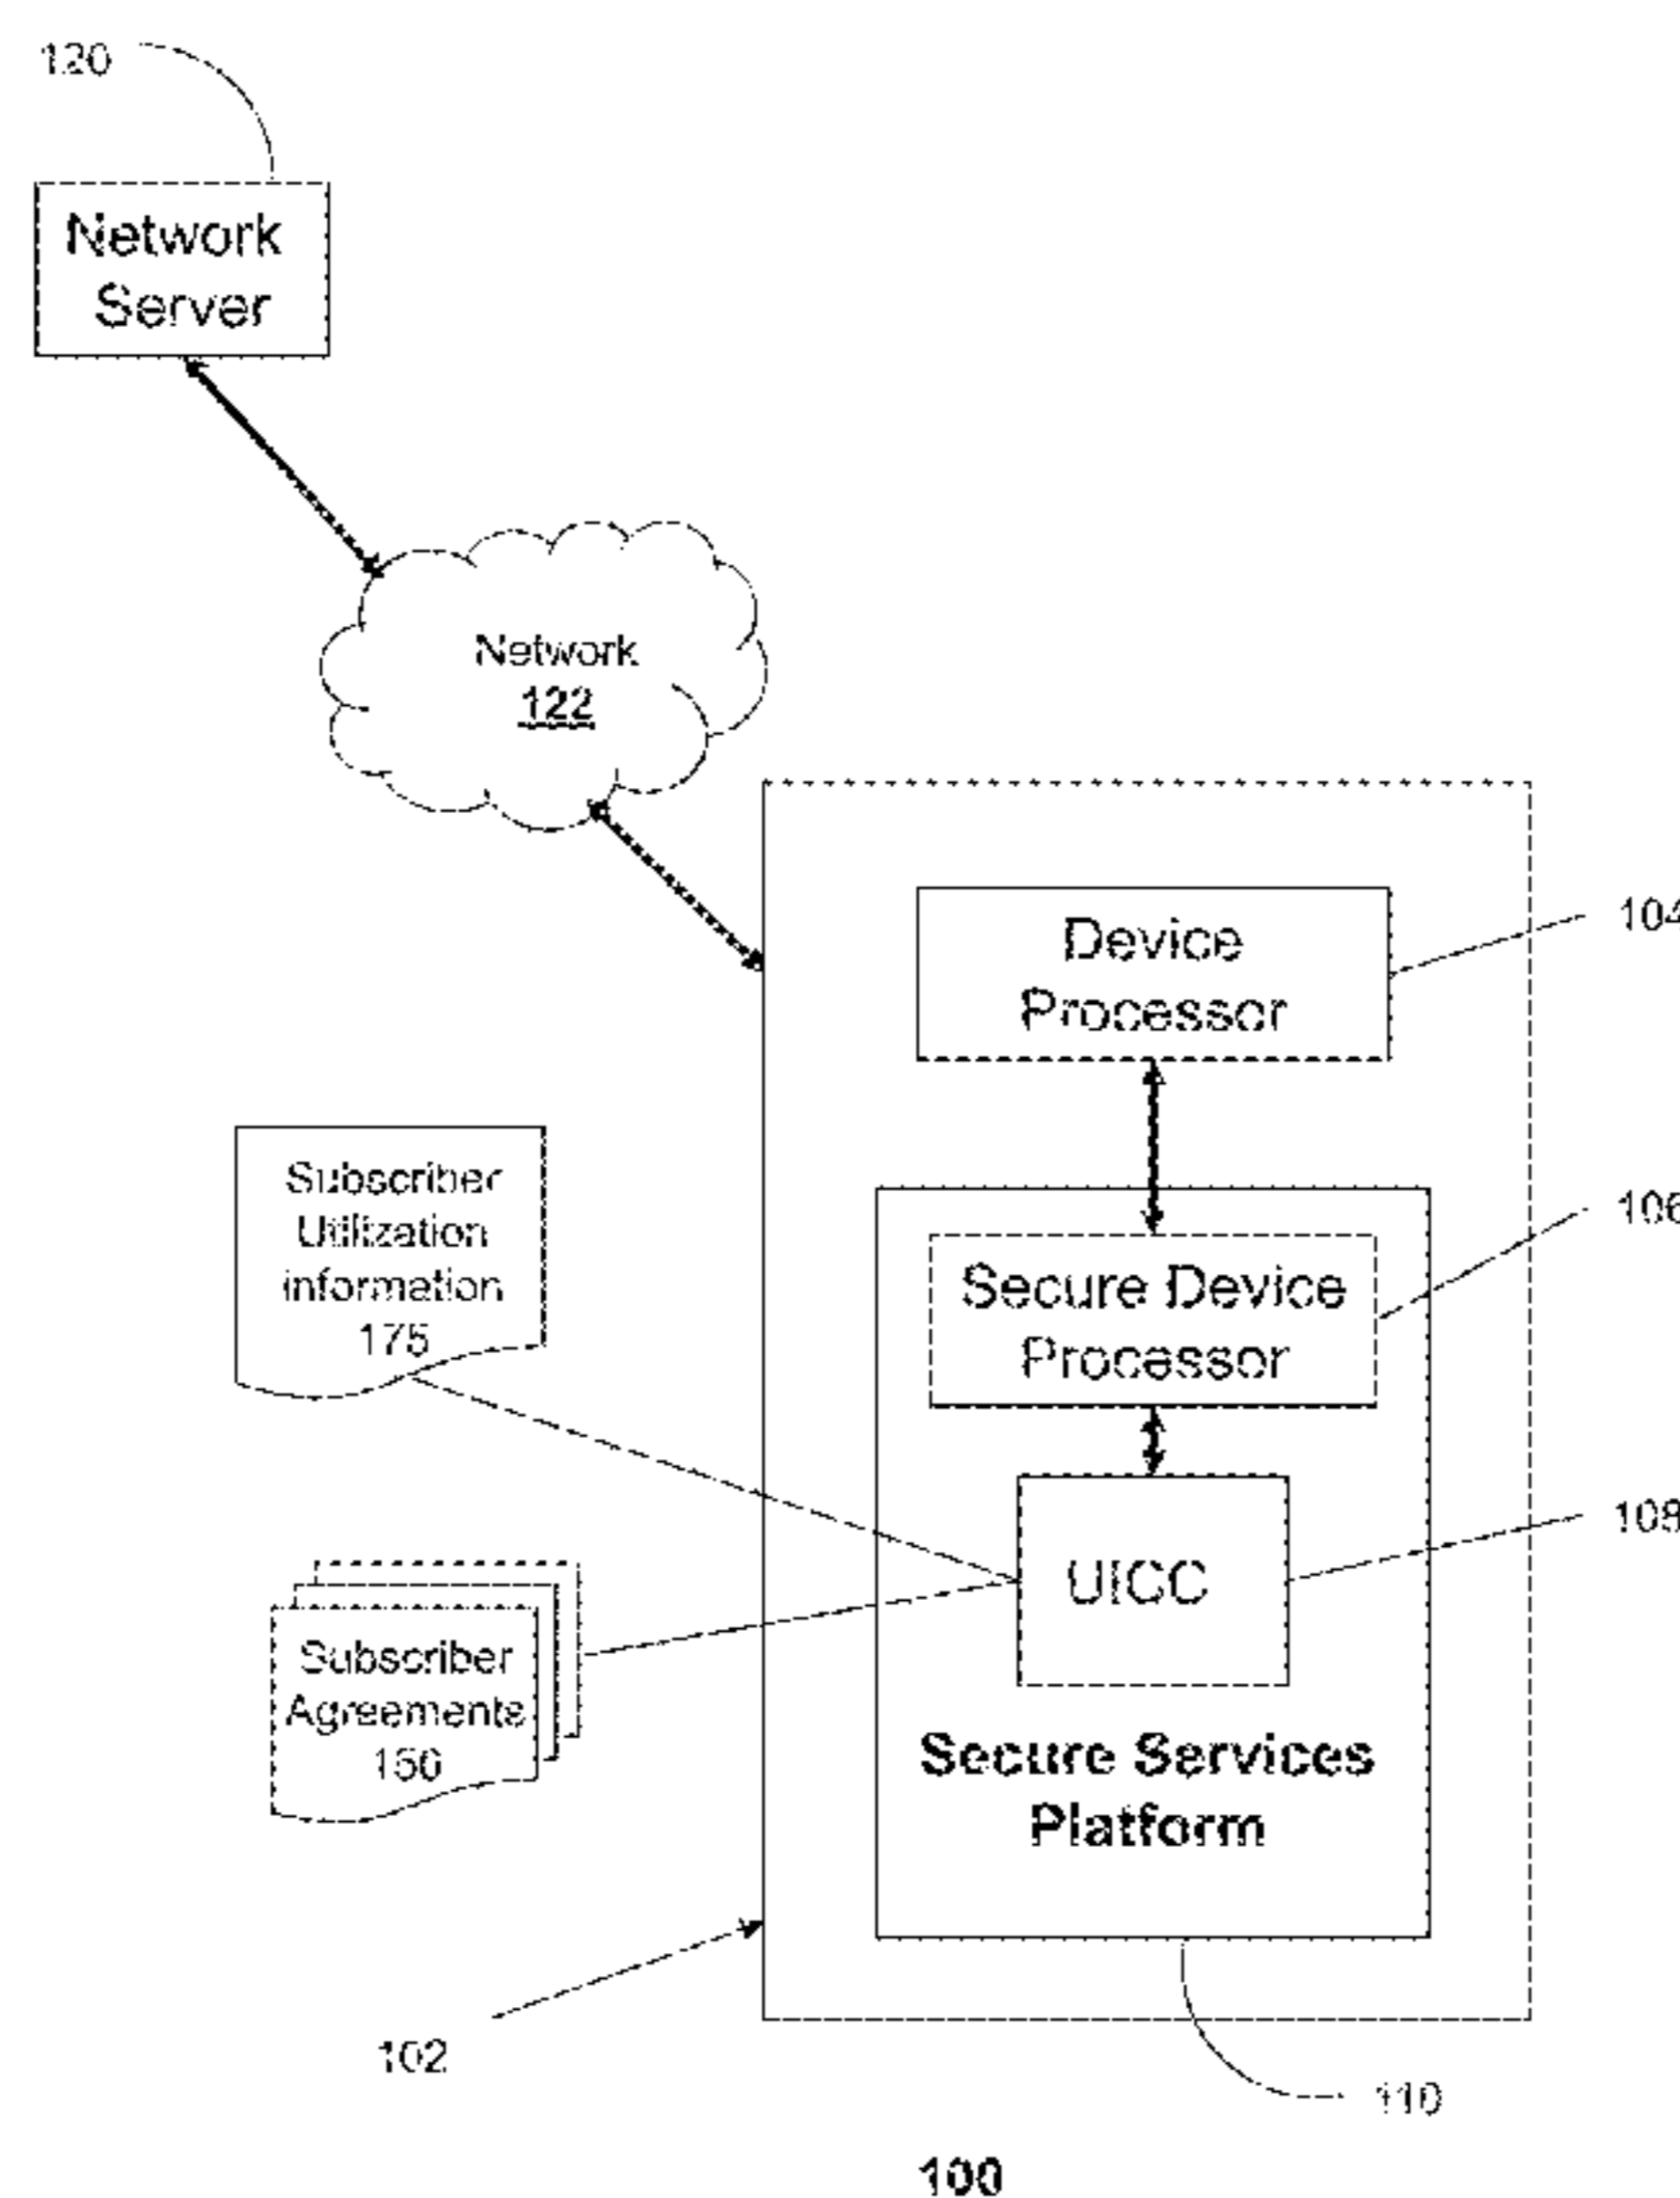 120
Network
Server
Network
122
Device
Processor
104
Subscriber
Utilization
information
175
106
Secure Device
Processor
108
UICC
Subscriber
Agreements
150
Secure Services
Platform
102
110
100